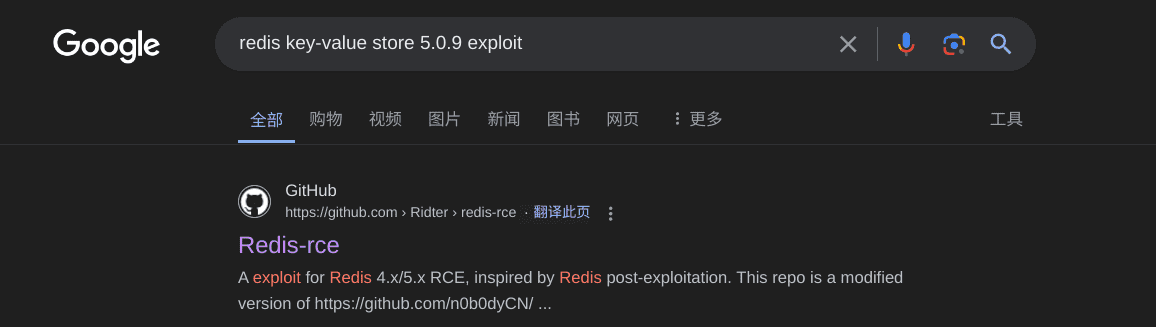 Google
redis key-value store 5.0.9 exploit
全部 购物 视频 图片 新闻 图书 网页 更多 工具
GitHub
https://github.com › Ridter › redis-rce · 翻译此页
Redis-rce
A exploit for Redis 4.x/5.x RCE, inspired by Redis post-exploitation. This repo is a modified
version of https://github.com/n0b0dyCN/ ...